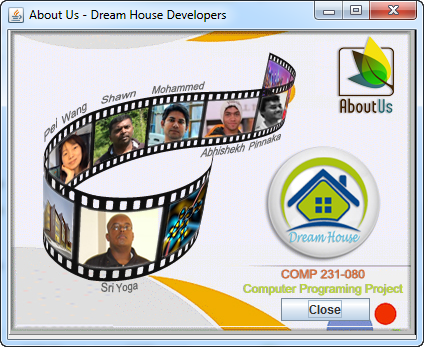 About Us - Dream House Developers
Pei Wang
Shawn
Mohammed
Abhishekh Pinnaka
Sri Yoga
AboutUs
Dream House
COMP 231-080
Computer Programing Project
Close